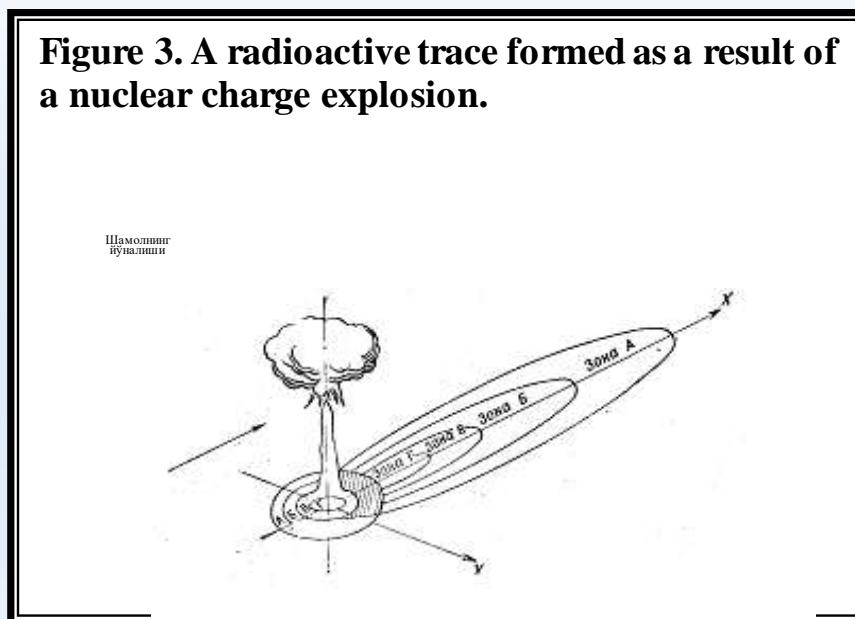 Figure 3. A radioactive trace formed as a result of
a nuclear charge explosion.
Шамолнинг
йўналиши
X
Зона А
Зона Б
Зона В
Зона Г
А Б В
У